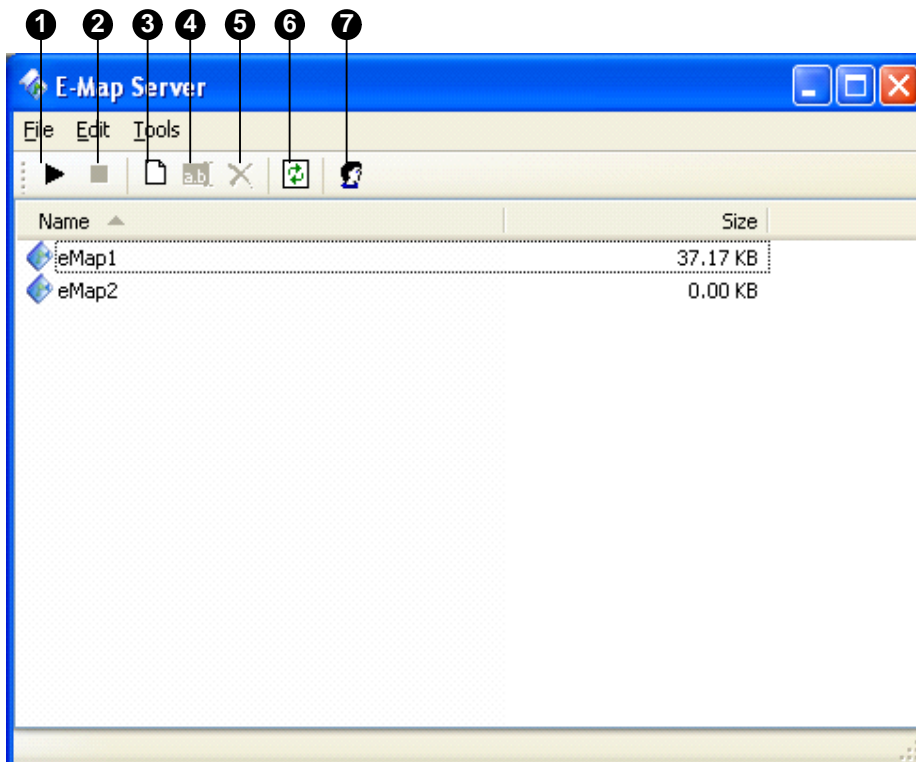 1 2 3 4 5 6 7
E-Map Server
File Edit Tools
a.b
Name Size
eMap1 37.17 KB
eMap2 0.00 KB